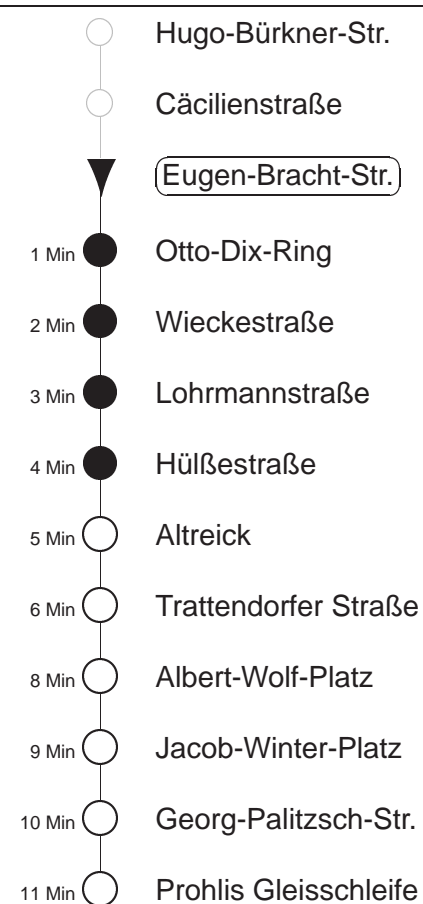 Hugo-Bürkner-Str.
Cäcilienstraße
Eugen-Bracht-Str.
1 Min Otto-Dix-Ring
2 Min Wieckestraße
3 Min Lohrmannstraße
4 Min Hülßestraße
5 Min Altreick
6 Min Trattendorfer Straße
8 Min Albert-Wolf-Platz
9 Min Jacob-Winter-Platz
10 Min Georg-Palitzsch-Str.
11 Min Prohlis Gleisschleife